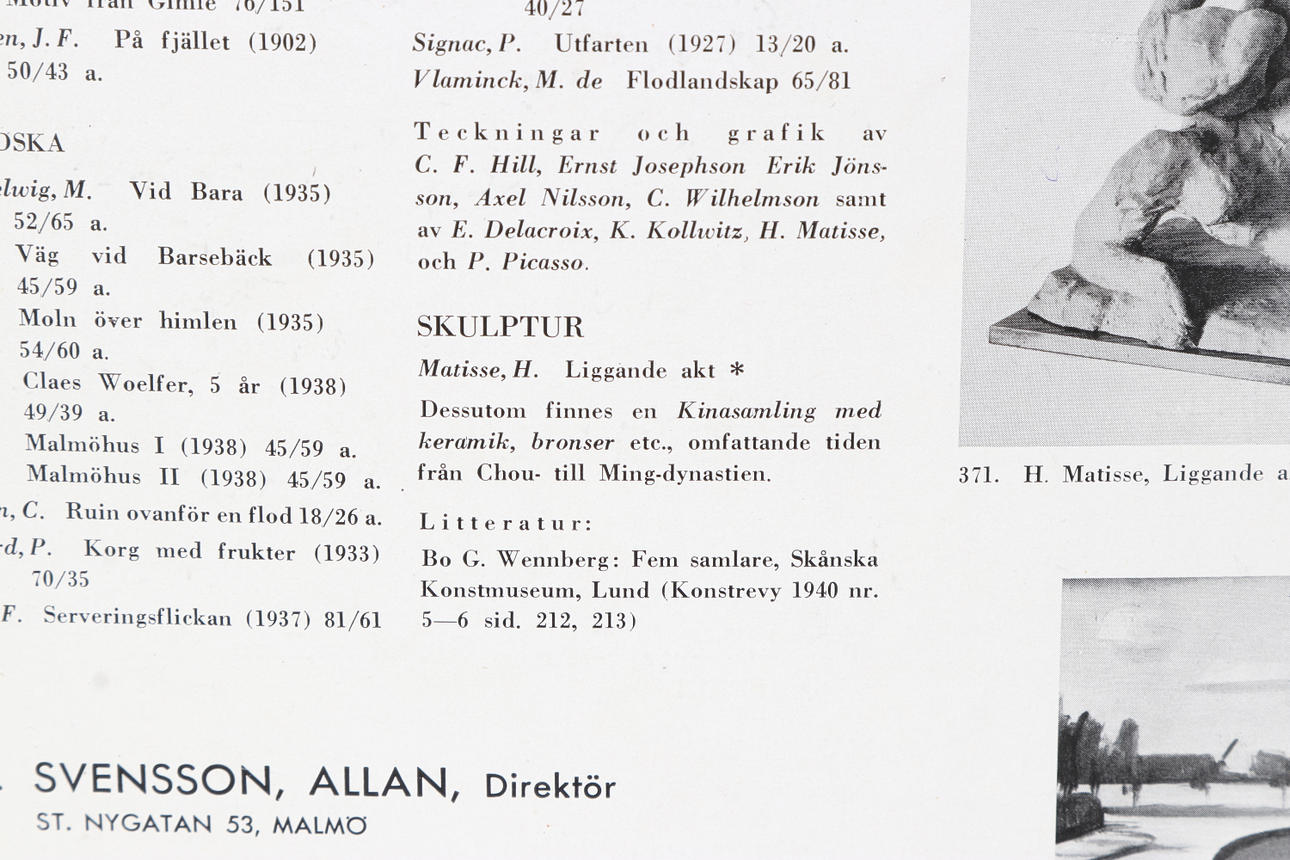 Motiv från Gimle 76/151
en, J. F. På fjället (1902)
50/43 a.
OSKA
elwig, M. Vid Bara (1935)
52/65 a.
Väg vid Barsebäck (1935)
45/59 a.
Moln över himlen (1935)
54/60 a.
Claes Woelfer, 5 år (1938)
49/39 a.
Malmöhus I (1938) 45/59 a.
Malmöhus II (1938) 45/59 a.
n, C. Ruin ovanför en flod 18/26 a.
rd, P. Korg med frukter (1933)
70/35
F. Serveringsflickan (1937) 81/61
40/27
Signac, P. Utfarten (1927) 13/20 a.
Vlaminck, M. de Flodlandskap 65/81
Teckningar och grafik av
C. F. Hill, Ernst Josephson Erik Jöns-
son, Axel Nilsson, C. Wilhelmson samt
av E. Delacroix, K. Kollwitz, H. Matisse,
och P. Picasso.
SKULPTUR
Matisse, H. Liggande akt *
Dessutom finnes en Kinasamling med
keramik, bronser etc., omfattande tiden
från Chou- till Ming-dynastien.
Litteratur:
Bo G. Wennberg: Fem samlare, Skånska
Konstmuseum, Lund (Konstrevy 1940 nr.
5—6 sid. 212, 213)
371. H. Matisse, Liggande a
. SVENSSON, ALLAN, Direktör
ST. NYGATAN 53, MALMÖ